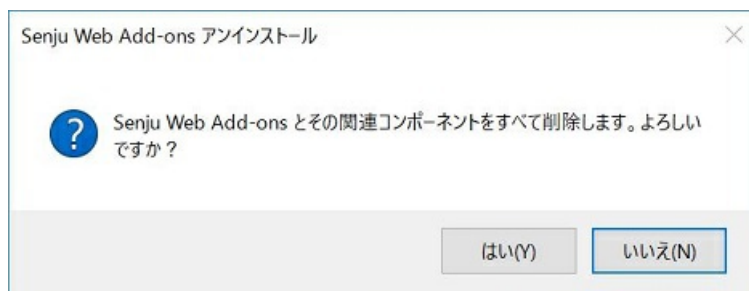 Senju Web Add-ons アンインストール
Senju Web Add-ons とその関連コンポーネントをすべて削除します。よろしい
ですか？
はい(Y)
いいえ(N)